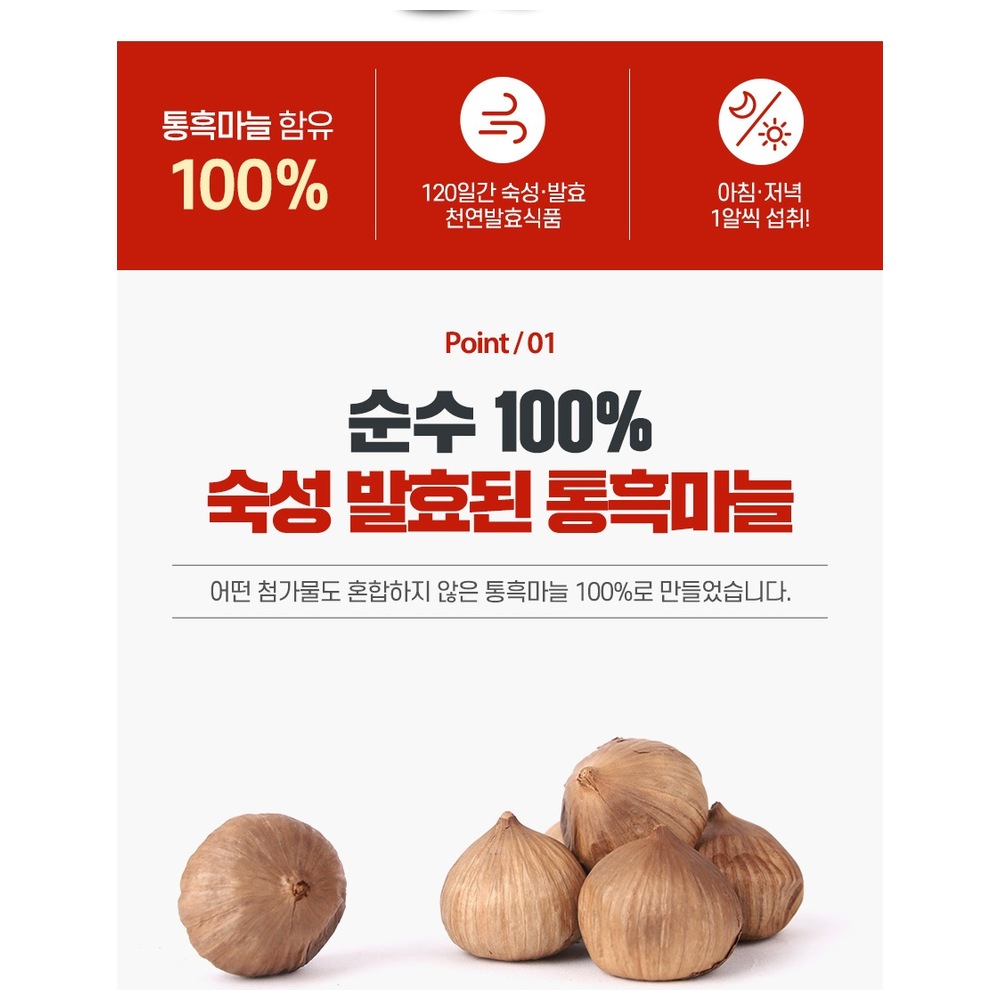 통흑마늘 함유
100%
120일간 숙성·발효
천연발효식품
아침·저녁
1알씩 섭취!
Point / 01
순수 100%
숙성 발효된 통흑마늘
어떤 첨가물도 혼합하지 않은 통흑마늘 100%로 만들었습니다.